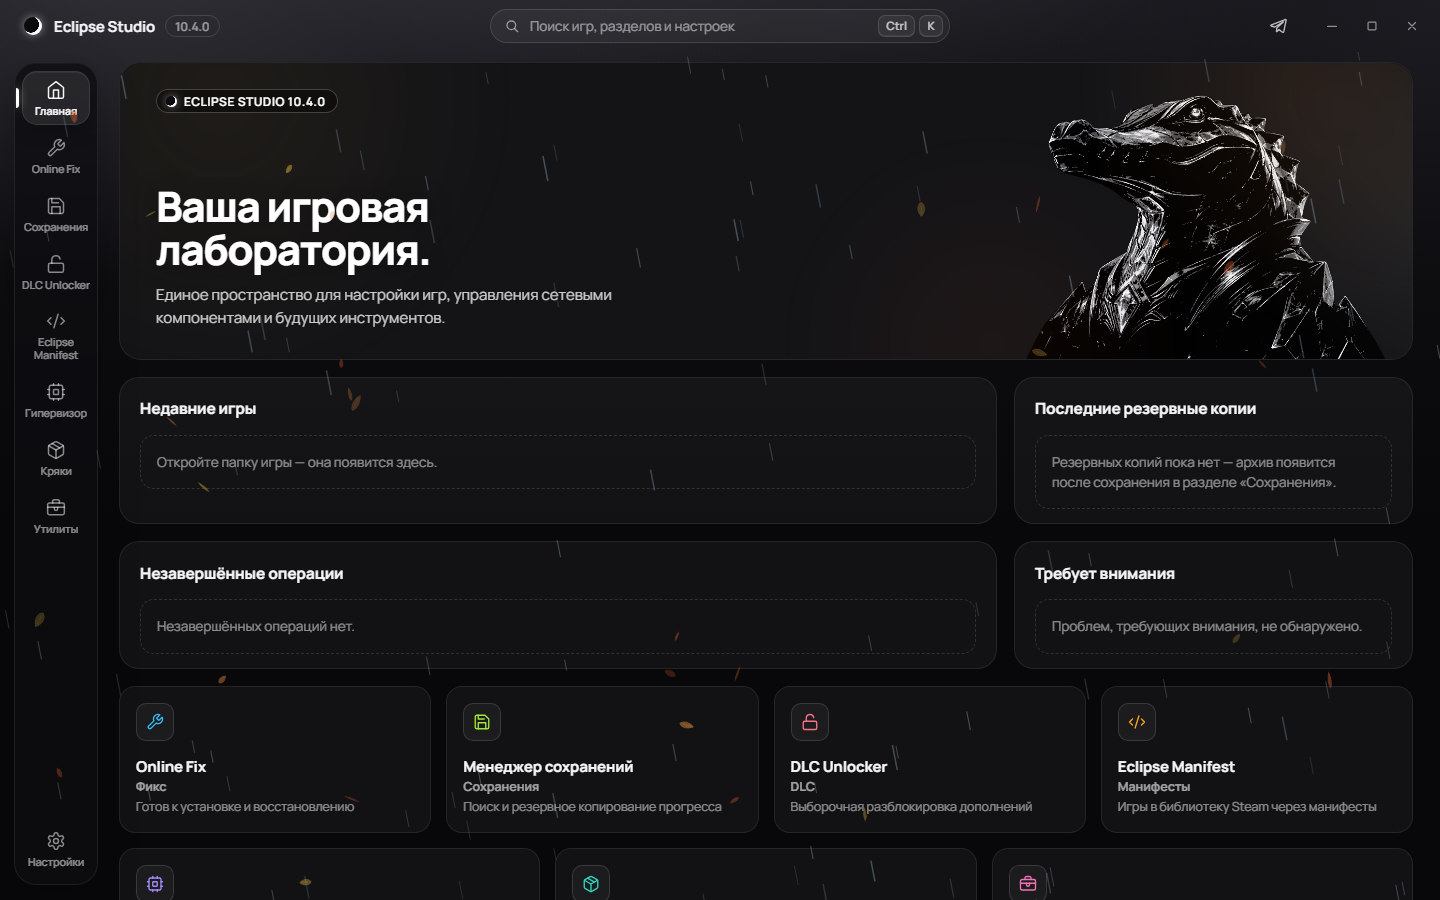 Eclipse Studio 10.4.0
Поиск игр, разделов и настроек Ctrl K
Главная
Online Fix
Сохранения
DLC Unlocker
Eclipse
Manifest
Гипервизор
Кряки
Утилиты
Настройки
ECLIPSE STUDIO 10.4.0
Ваша игровая
лаборатория.
Единое пространство для настройки игр, управления сетевыми
компонентами и будущих инструментов.
Недавние игры
Откройте папку игры — она появится здесь.
Последние резервные копии
Резервных копий пока нет — архив появится
после сохранения в разделе «Сохранения».
Незавершённые операции
Незавершённых операций нет.
Требует внимания
Проблем, требующих внимания, не обнаружено.
Online Fix
Фикс
Готов к установке и восстановлению
Менеджер сохранений
Сохранения
Поиск и резервное копирование прогресса
DLC Unlocker
DLC
Выборочная разблокировка дополнений
Eclipse Manifest
Манифесты
Игры в библиотеку Steam через манифесты